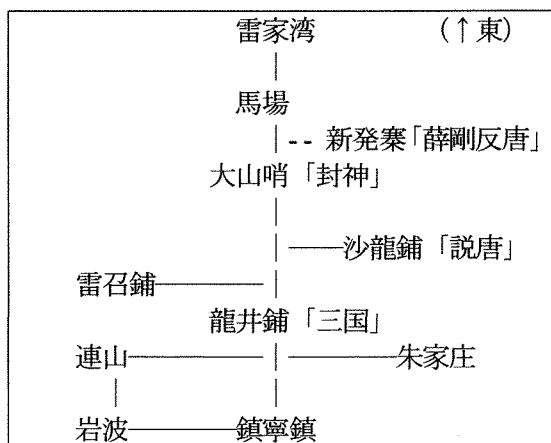 雷家湾 (↑東)
馬場
新発寨「薛剛反唐」
大山哨「封神」
沙龍鋪「説唐」
雷召鋪
龍井鋪「三国」
連山 朱家庄
岩波 鎮寧鎮